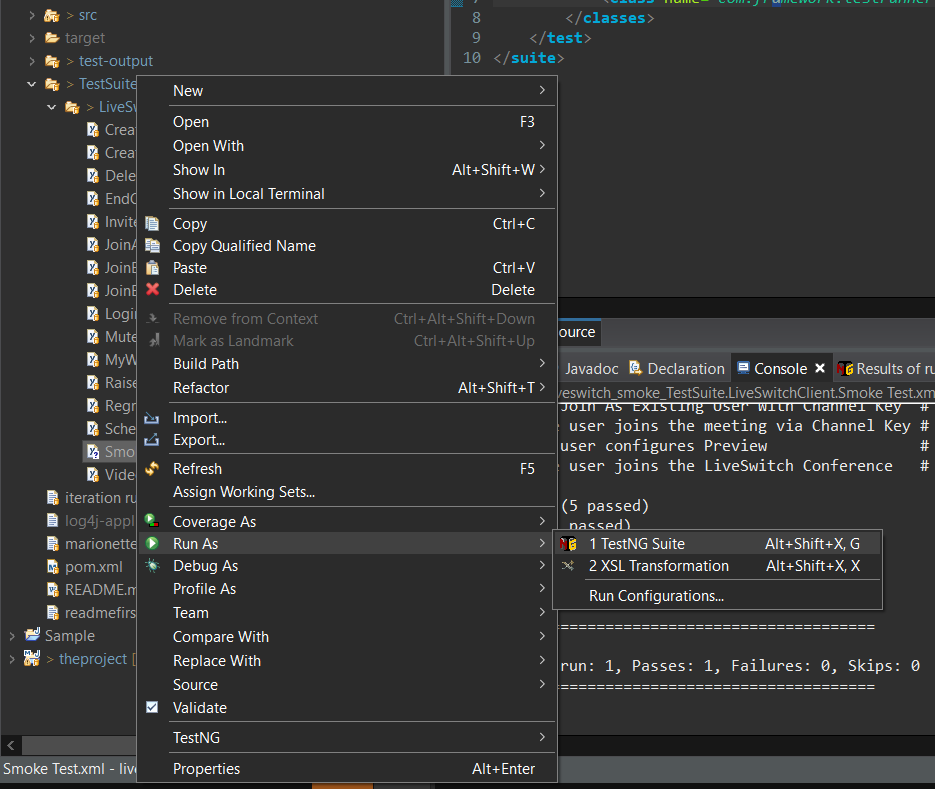 > src
target
> test-output
> TestSuite
> LiveSw
Crea
Crea
Dele
EndC
Invite
JoinA
JoinE
JoinE
Logi
Mute
MyW
Raise
Regr
Sche
Smo
Vide
iteration ru
log4j-appl
marionette
pom.xml
README.m
readmefirs
Sample
> theproject [
Smoke Test.xml - live
New
Open F3
Open With
Show In Alt+Shift+W
Show in Local Terminal
Copy Ctrl+C
Copy Qualified Name
Paste Ctrl+V
Delete Delete
Remove from Context Ctrl+Alt+Shift+Down
Mark as Landmark Ctrl+Alt+Shift+Up
Build Path
Refactor Alt+Shift+T
Import...
Export...
Refresh F5
Assign Working Sets...
Coverage As
Run As
Debug As
Profile As
Team
Compare With
Replace With
Source
Validate
TestNG
Properties Alt+Enter
1 TestNG Suite Alt+Shift+X, G
2 XSL Transformation Alt+Shift+X, X
Run Configurations...
8 </classes>
9 </test>
10 </suite>
ource
Javadoc Declaration Console Results of ru
veswitch_smoke_TestSuite.LiveSwitchClient.Smoke Test.xm
Join As Existing User with Channel Key #
user joins the meeting via Channel Key #
user configures Preview #
user joins the LiveSwitch Conference #
(5 passed)
passed)
===================================
run: 1, Passes: 1, Failures: 0, Skips: 0
===================================